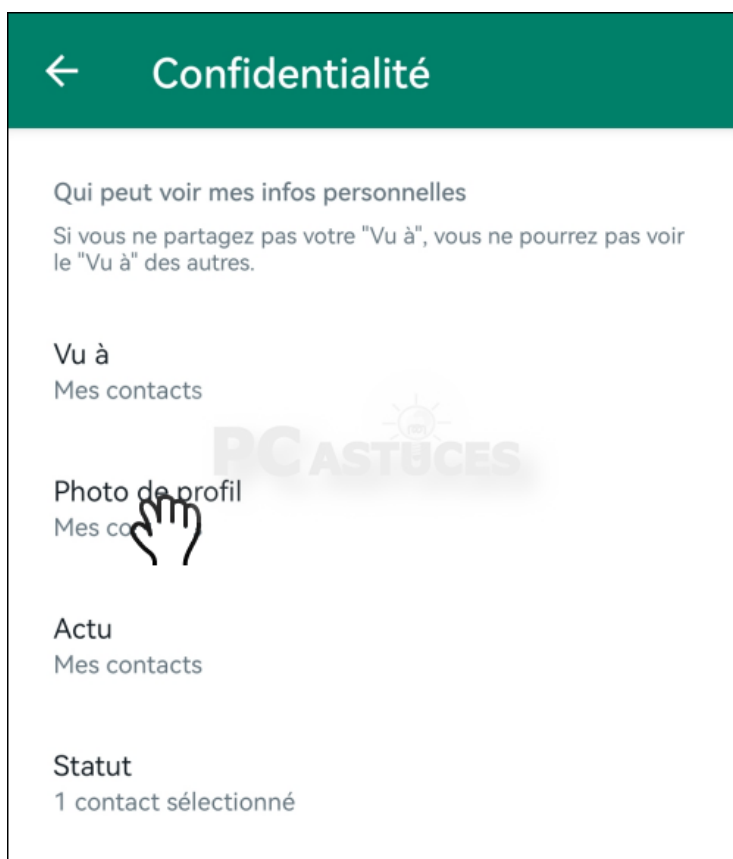 Confidentialité
Qui peut voir mes infos personnelles
Si vous ne partagez pas votre "Vu à", vous ne pourrez pas voir
le "Vu à" des autres.
Vu à
Mes contacts
PC ASTUCES
Photo de profil
Mes
Actu
Mes contacts
Statut
1 contact sélectionné